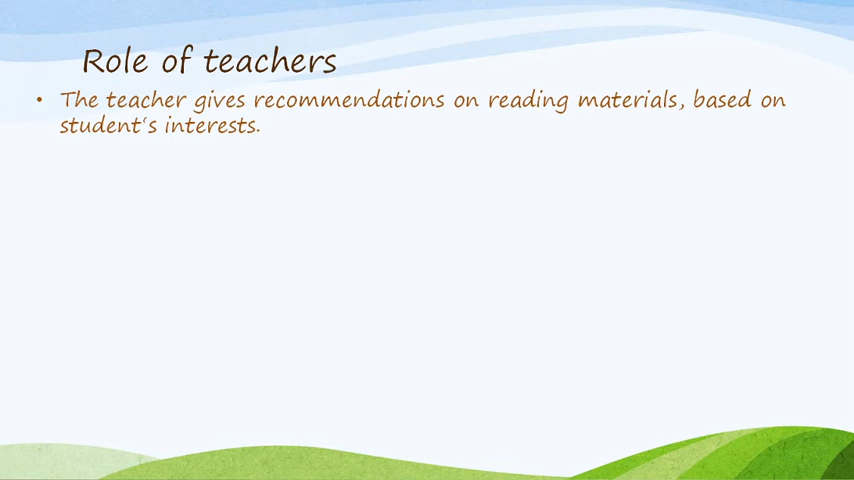 Role of teachers
• The teacher gives recommendations on reading materials, based on
student‘s interests.